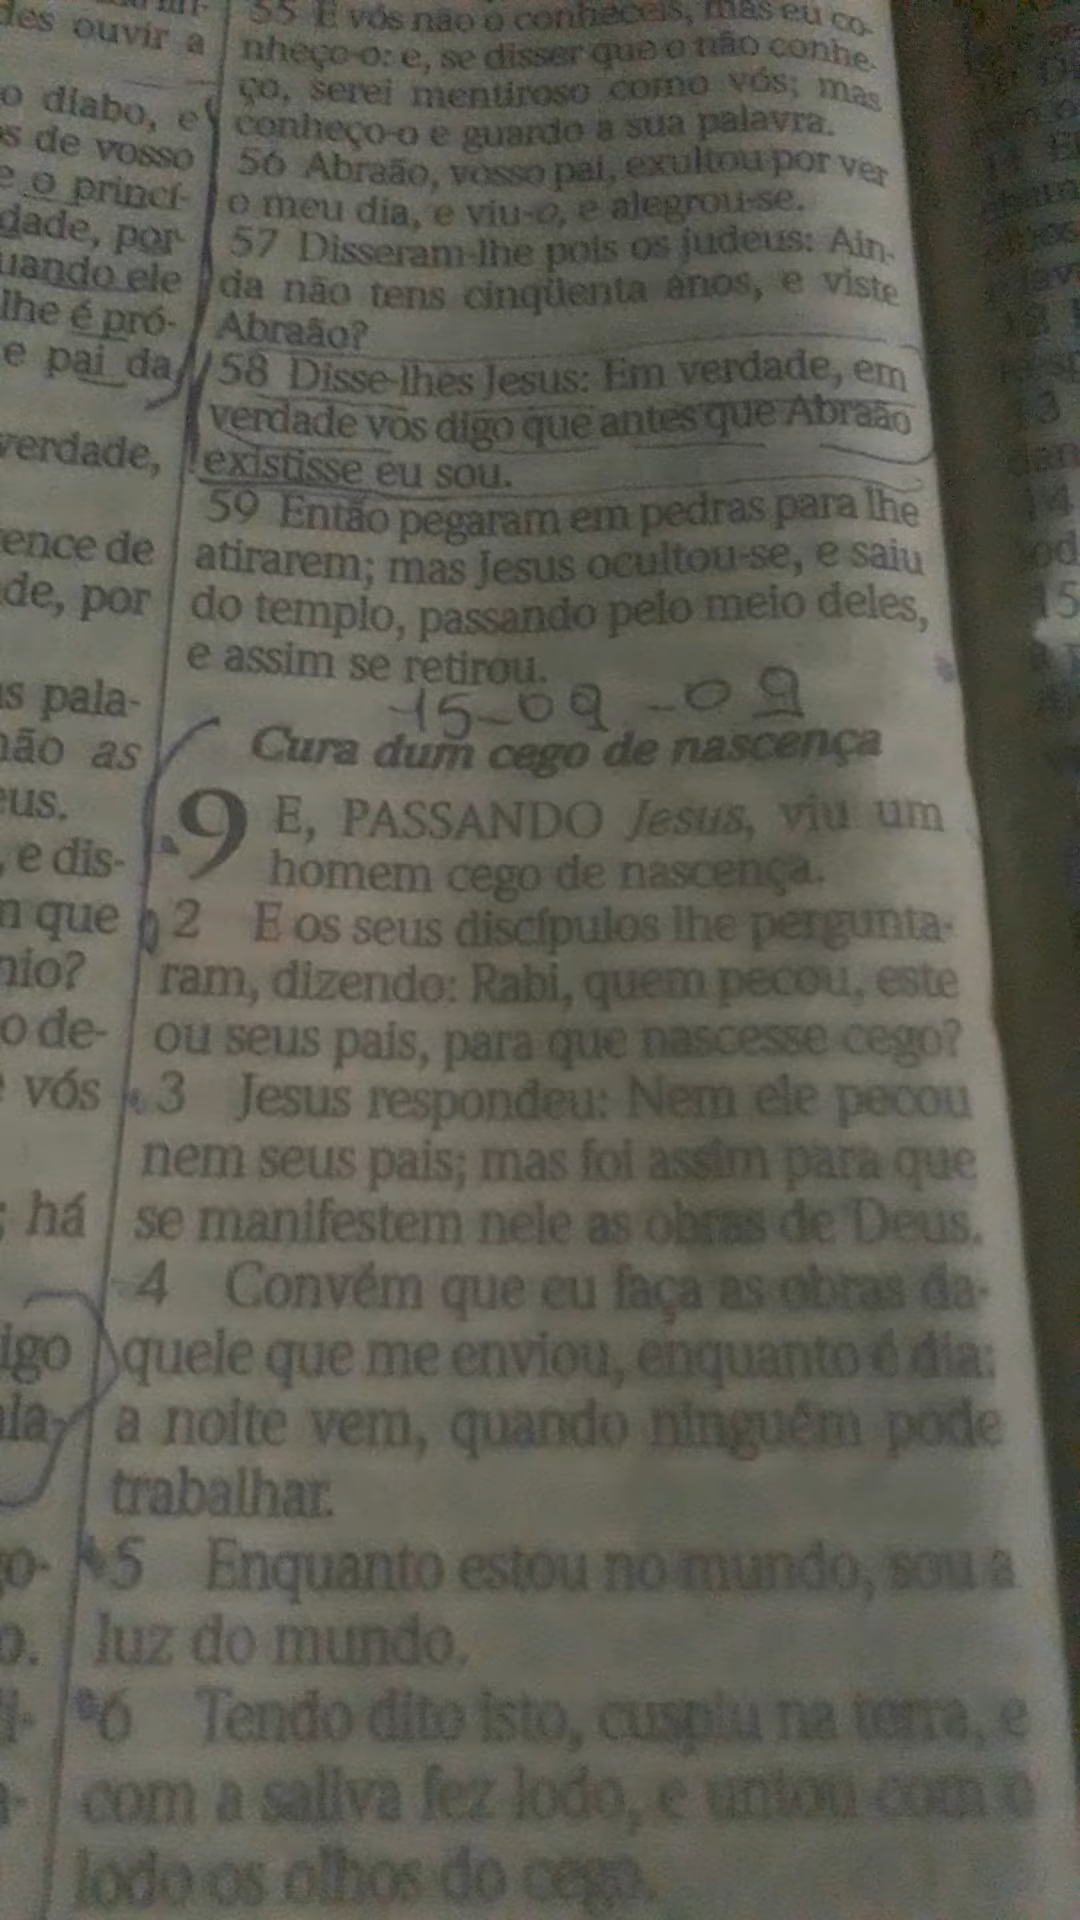 les ouvir a
o diabo, e
s de vosso
e o princí-
dade, por
uando ele
lhe é pró-
e pai da
verdade,
ence de
de, por
s pala-
não as
eus.
, e dis-
m que
nio?
o de-
vós
; há
igo
la-
go-
o.
55 E vós não o conheceis, mas eu co-
nheço-o: e, se disser que o não conhe-
ço, serei mentiroso como vós; mas
conheço-o e guardo a sua palavra.
56 Abraão, vosso pai, exultou por ver
o meu dia, e viu-o, e alegrou-se.
57 Disseram-lhe pois os judeus: Ain-
da não tens cinqüenta anos, e viste
Abraão?
58 Disse-lhes Jesus: Em verdade, em
verdade vos digo que antes que Abraão
existisse eu sou.
59 Então pegaram em pedras para lhe
atirarem; mas Jesus ocultou-se, e saiu
do templo, passando pelo meio deles,
e assim se retirou.
15-09-09
Cura dum cego de nascença
9 E, PASSANDO Jesus, viu um
homem cego de nascença.
2 E os seus discípulos lhe pergunta-
ram, dizendo: Rabi, quem pecou, este
ou seus pais, para que nascesse cego?
3 Jesus respondeu: Nem ele pecou
nem seus pais; mas foi assim para que
se manifestem nele as obras de Deus.
4 Convém que eu faça as obras da-
quele que me enviou, enquanto é dia:
a noite vem, quando ninguém pode
trabalhar.
5 Enquanto estou no mundo, sou a
luz do mundo.
6 Tendo dito isto, cuspiu na terra, e
com a saliva fez lodo, e untou com o
lodo os olhos do cego.